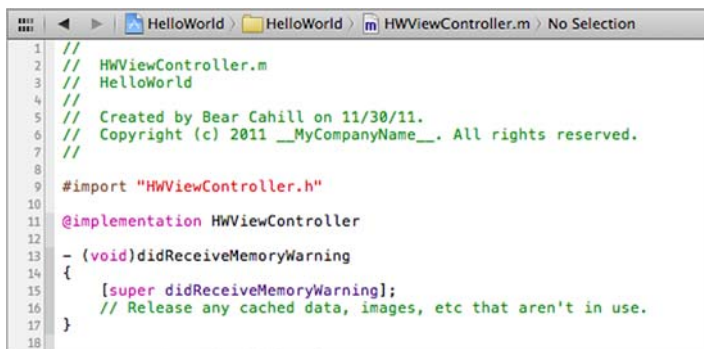 HelloWorld HelloWorld m HWViewController.m No Selection
1 //
2 //  HWViewController.m
3 //  HelloWorld
4 //
5 //  Created by Bear Cahill on 11/30/11.
6 //  Copyright (c) 2011 __MyCompanyName__. All rights reserved.
7 //
8
9 #import "HWViewController.h"
10
11 @implementation HWViewController
12
13 - (void)didReceiveMemoryWarning
14 {
15     [super didReceiveMemoryWarning];
16     // Release any cached data, images, etc that aren't in use.
17 }
18